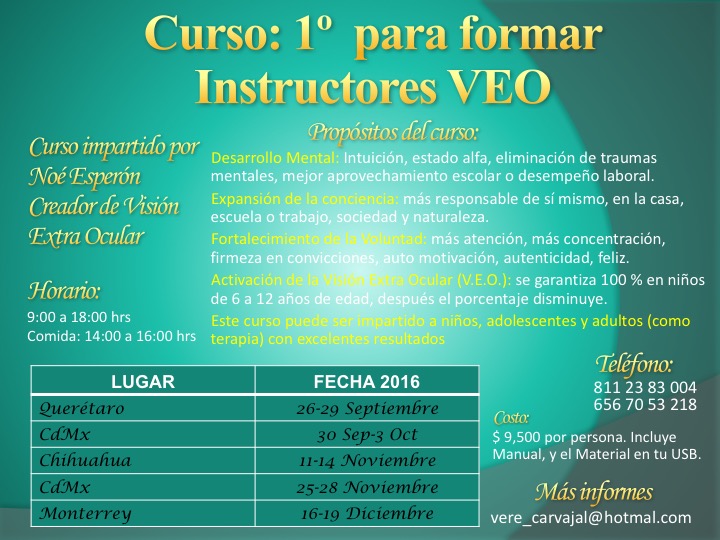 Curso: 1º para formar
Instructores VEO
Curso impartido por
Noé Esperón
Creador de Visión
Extra Ocular
Horario:
9:00 a 18:00 hrs
Comida: 14:00 a 16:00 hrs
Propósitos del curso:
Desarrollo Mental: Intuición, estado alfa, eliminación de traumas
mentales, mejor aprovechamiento escolar o desempeño laboral.
Expansión de la conciencia: más responsable de sí mismo, en la casa,
escuela o trabajo, sociedad y naturaleza.
Fortalecimiento de la Voluntad: más atención, más concentración,
firmeza en convicciones, auto motivación, autenticidad, feliz.
Activación de la Visión Extra Ocular (V.E.O.): se garantiza 100 % en niños
de 6 a 12 años de edad, después el porcentaje disminuye.
Este curso puede ser impartido a niños, adolescentes y adultos (como
terapia) con excelentes resultados
LUGAR FECHA 2016
Querétaro 26-29 Septiembre
CdMx 30 Sep-3 Oct
Chihuahua 11-14 Noviembre
CdMx 25-28 Noviembre
Monterrey 16-19 Diciembre
Teléfono:
811 23 83 004
656 70 53 218
Costo:
$ 9,500 por persona. Incluye
Manual, y el Material en tu USB.
Más informes
vere_carvajal@hotmal.com